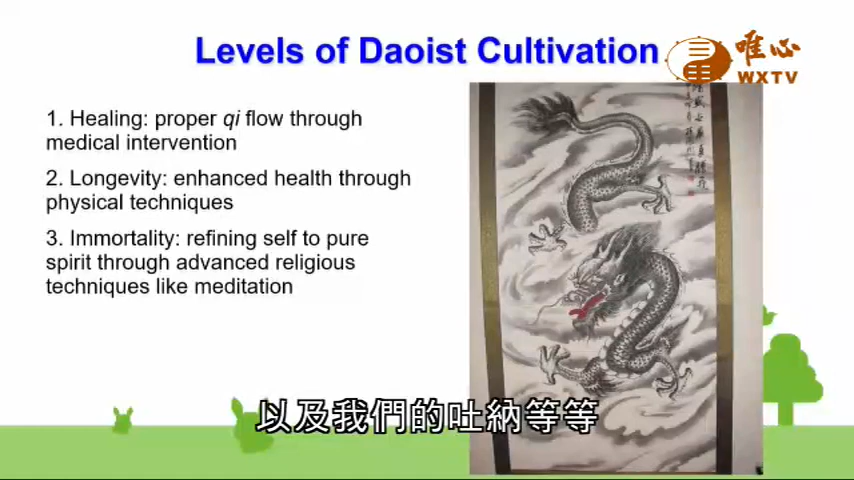 Levels of Daoist Cultivation
唯心
WXTV
1. Healing: proper qi flow through
medical intervention
2. Longevity: enhanced health through
physical techniques
3. Immortality: refining self to pure
spirit through advanced religious
techniques like meditation
以及我們的吐納等等